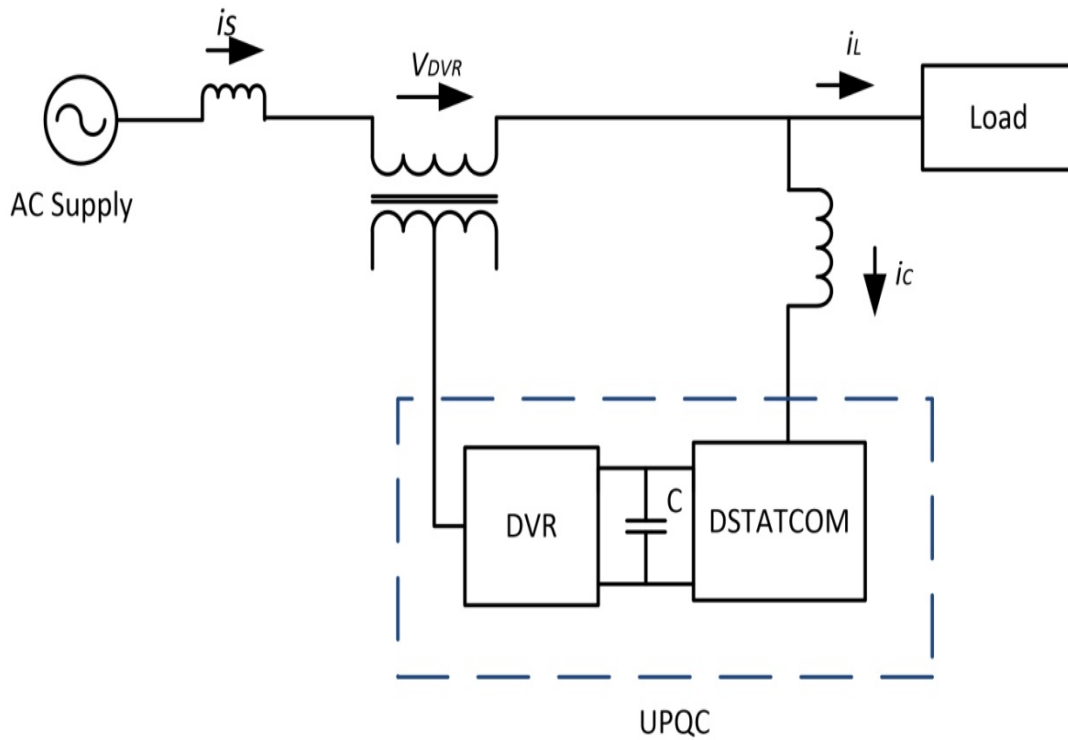 iS
VDVR
iL
Load
AC Supply
iC
DVR
C
DSTATCOM
UPQC